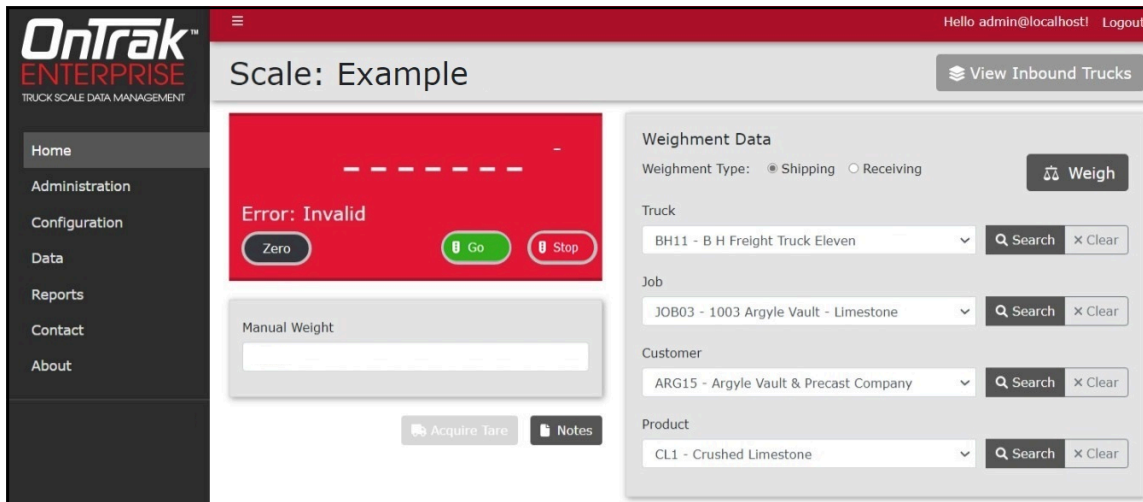 OnTrak™
ENTERPRISE
TRUCK SCALE DATA MANAGEMENT
Home
Administration
Configuration
Data
Reports
Contact
About
Hello admin@localhost! Logout
Scale: Example
View Inbound Trucks
- - - - - - - -
Error: Invalid
Zero
Go
Stop
Manual Weight
Acquire Tare
Notes
Weighment Data
Weighment Type: Shipping Receiving
Weigh
Truck
BH11 - B H Freight Truck Eleven
Search
Clear
Job
JOB03 - 1003 Argyle Vault - Limestone
Search
Clear
Customer
ARG15 - Argyle Vault & Precast Company
Search
Clear
Product
CL1 - Crushed Limestone
Search
Clear